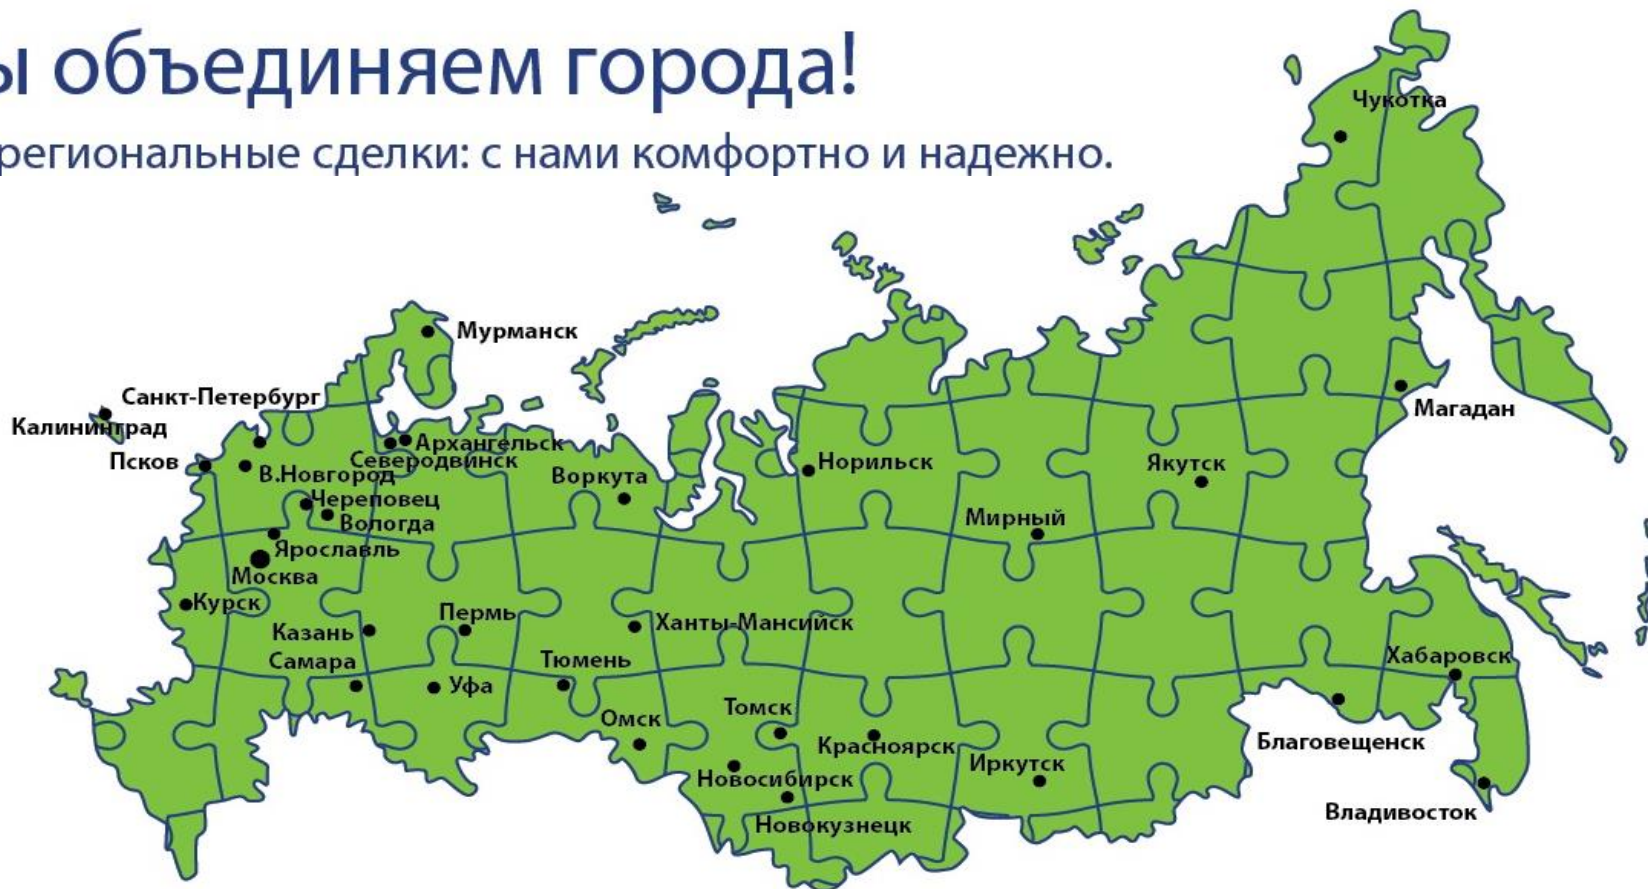 ы объединяем города!
региональные сделки: с нами комфортно и надежно.
Чукотка
Мурманск
Санкт-Петербург
Калининград
Магадан
Архангельск
Северодвинск
Псков
Норильск
Якутск
В.Новгород
Воркута
Череповец
Мирный
Вологда
Ярославль
Москва
Курск
Пермь
Ханты-Мансийск
Казань
Хабаровск
Самара
Тюмень
Уфа
Томск
Омск
Благовещенск
Красноярск
Иркутск
Новосибирск
Владивосток
Новокузнецк